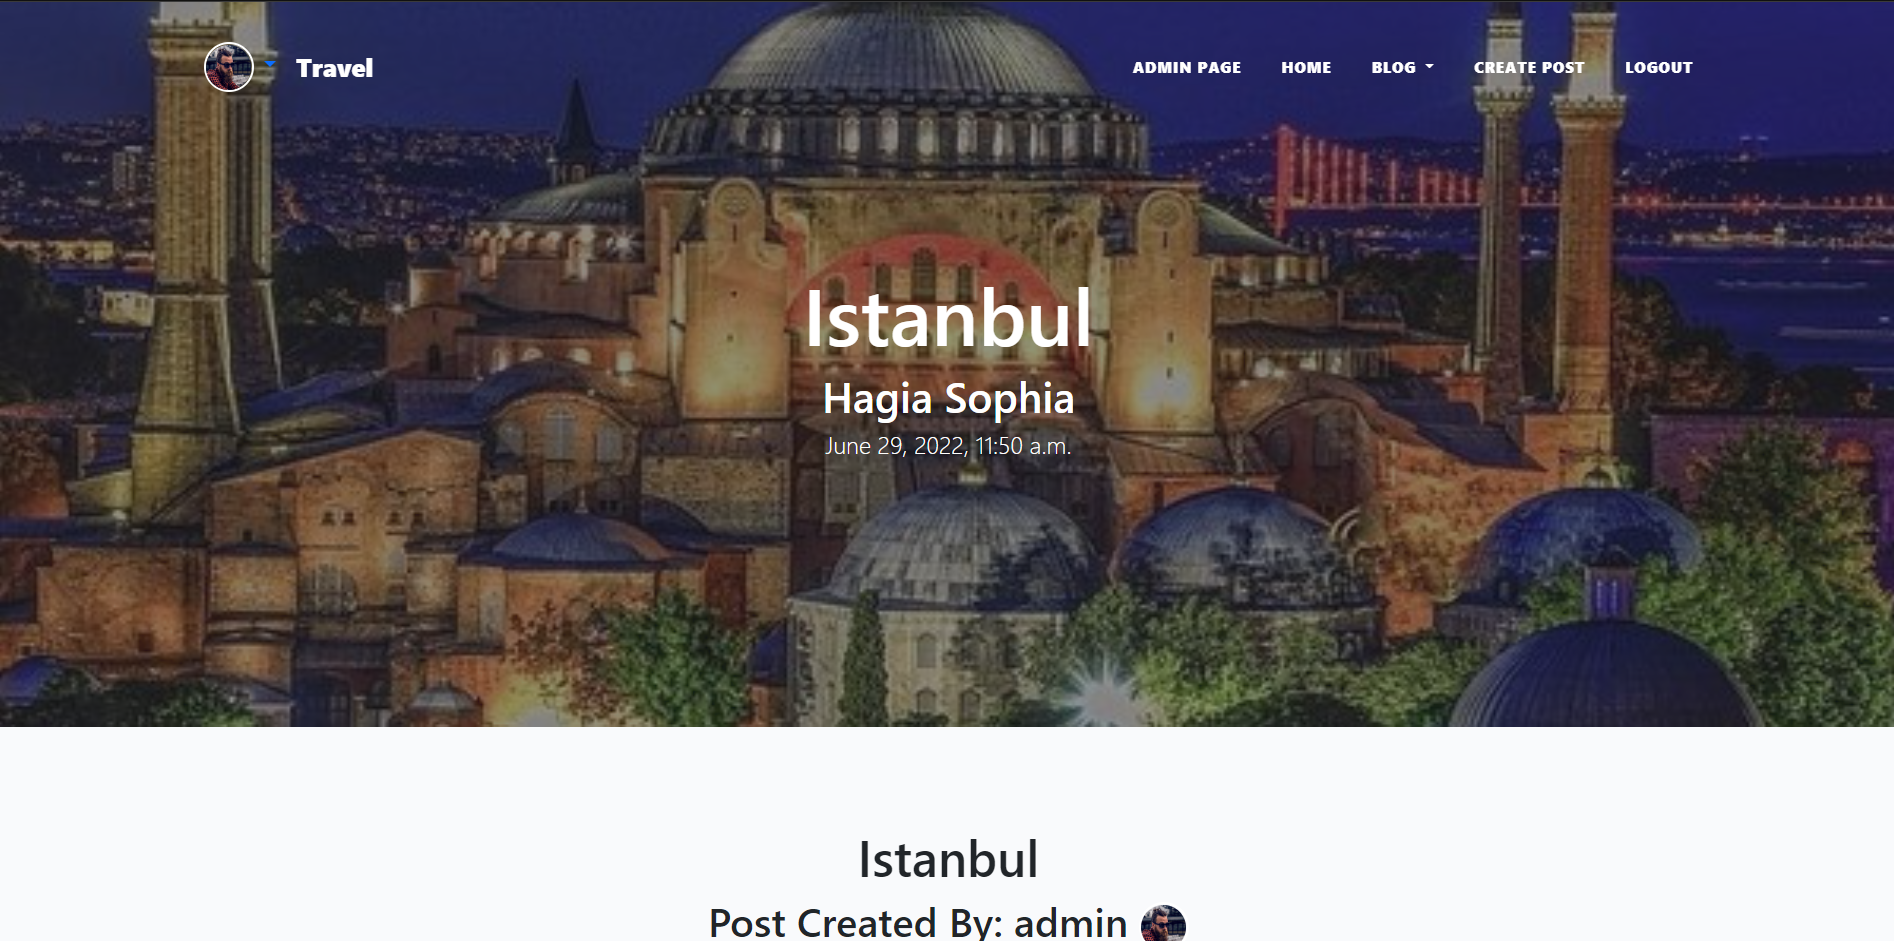 Travel
ADMIN PAGE HOME BLOG CREATE POST LOGOUT
Istanbul
Hagia Sophia
June 29, 2022, 11:50 a.m.
Istanbul
Post Created By: admin